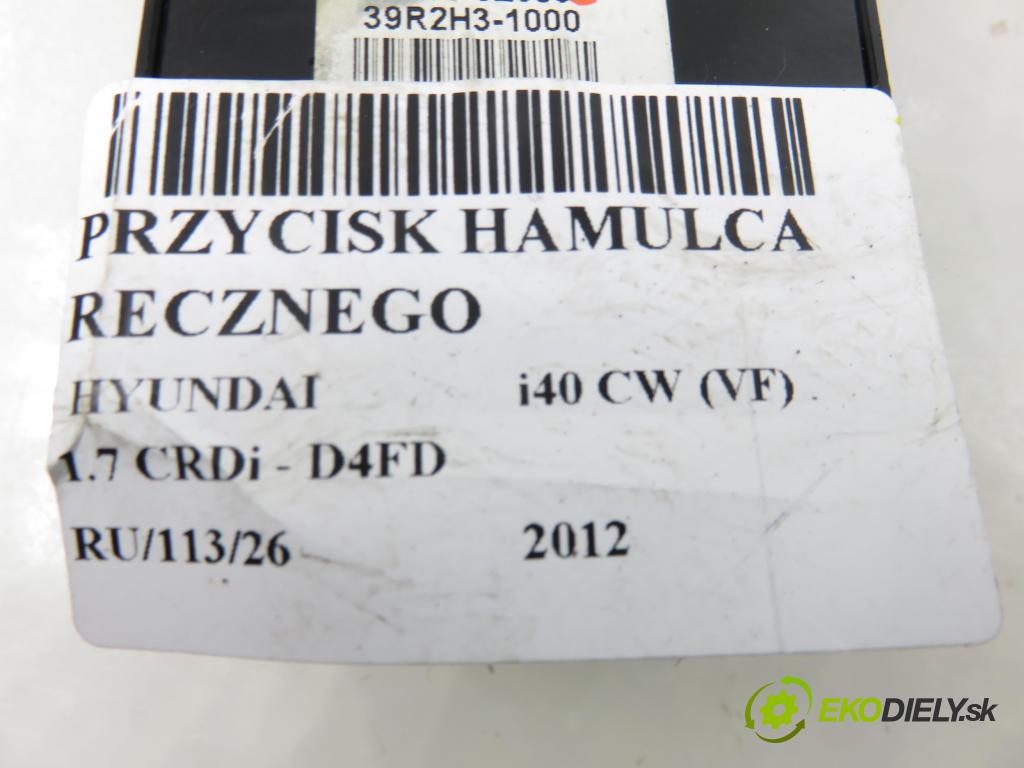 39R2H3-1000
PRZYCISK HAMULCA
RECZNEGO
HYUNDAI i40 CW (VF)
1.7 CRDi - D4FD
RU/113/26 2012
EKODIELY.sk